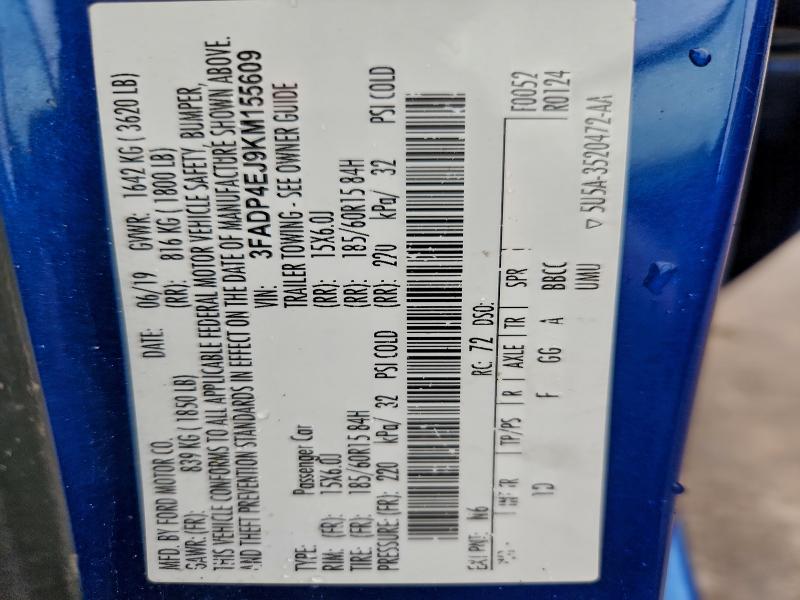 MFD. BY FORD MOTOR CO.
DATE: 06/19 GVWR: 1642 KG ( 3620 LB)
GAWR: (FR): 839 KG ( 1850 LB) (RR): 816 KG ( 1800 LB)
THIS VEHICLE CONFORMS TO ALL APPLICABLE FEDERAL MOTOR VEHICLE SAFETY, BUMPER,
AND THEFT PREVENTION STANDARDS IN EFFECT ON THE DATE OF MANUFACTURE SHOWN ABOVE.
VIN: 3FADP4EJ9KM155609
TYPE: Passenger Car TRAILER TOWING - SEE OWNER GUIDE
RIM: (FR): 15X6.0J (RR): 15X6.0J
TIRE: (FR): 185/60R15 84H (RR): 185/60R15 84H
PRESSURE: (FR): 220 kPa/ 32 PSI COLD (RR): 220 kPa/ 32 PSI COLD
EXT PNT: N6 RC: 72 DSO: F0052
R0124
TP/PS R AXLE TR SPR
F GG A BBCC
UMU
▽ 5U5A-3520472-AA